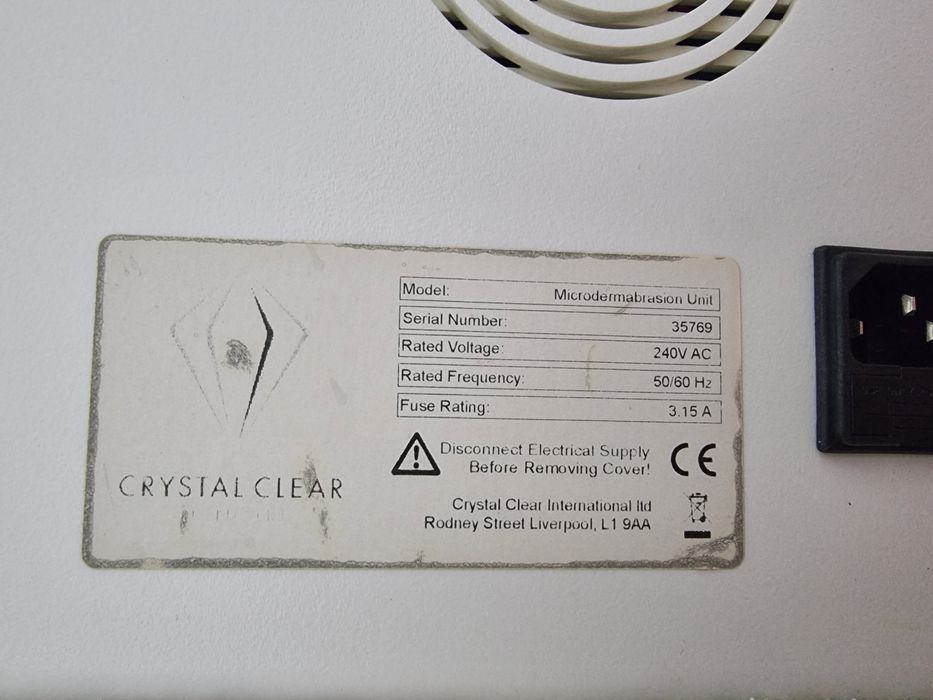 Model: Microdermabrasion Unit
Serial Number: 35769
Rated Voltage: 240V AC
Rated Frequency: 50/60 Hz
Fuse Rating: 3.15 A
Disconnect Electrical Supply
Before Removing Cover!
CE
Crystal Clear International ltd
Rodney Street Liverpool, L1 9AA
CRYSTAL CLEAR